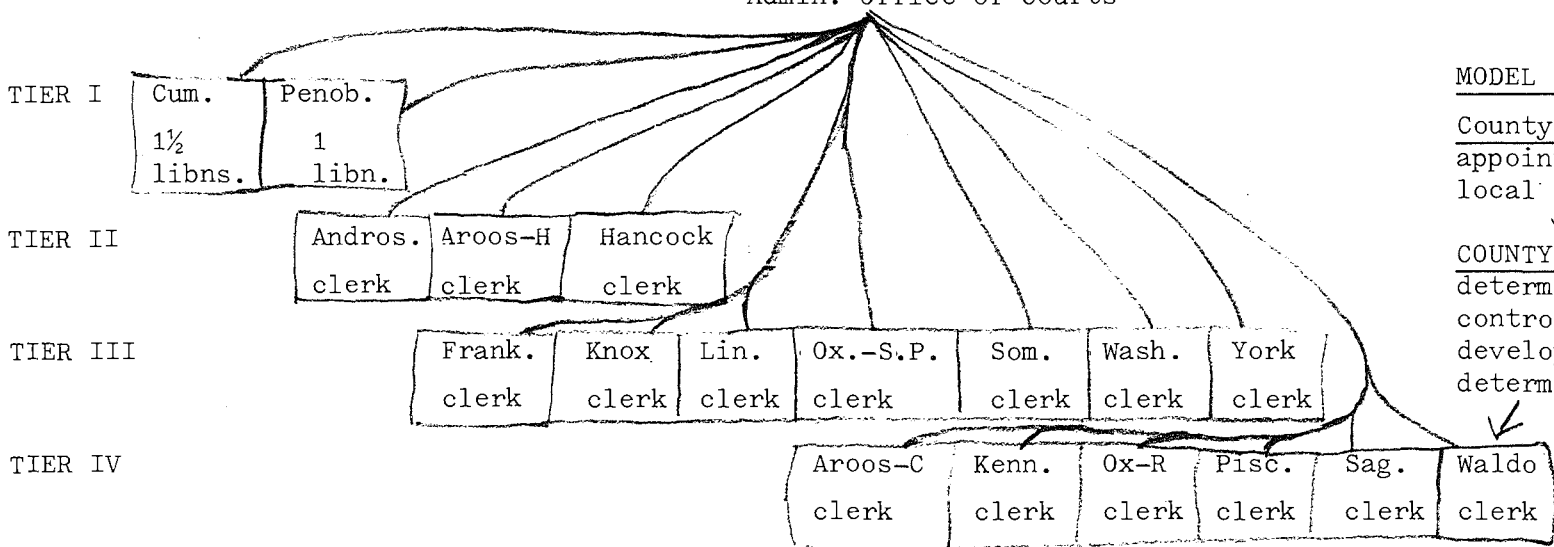 Admin. Office of Courts
TIER I
Cum. Penob.
1½ 1
libns. libn.
TIER II
Andros. Aroos-H Hancock
clerk clerk clerk
TIER III
Frank. Knox Lin. Ox.-S.P. Som. Wash. York
clerk clerk clerk clerk clerk clerk clerk
TIER IV
Aroos-C Kenn. Ox-R Pisc. Sag. Waldo
clerk clerk clerk clerk clerk clerk
MODEL
County
appoin
local
COUNTY
determ
contro
develo
determ